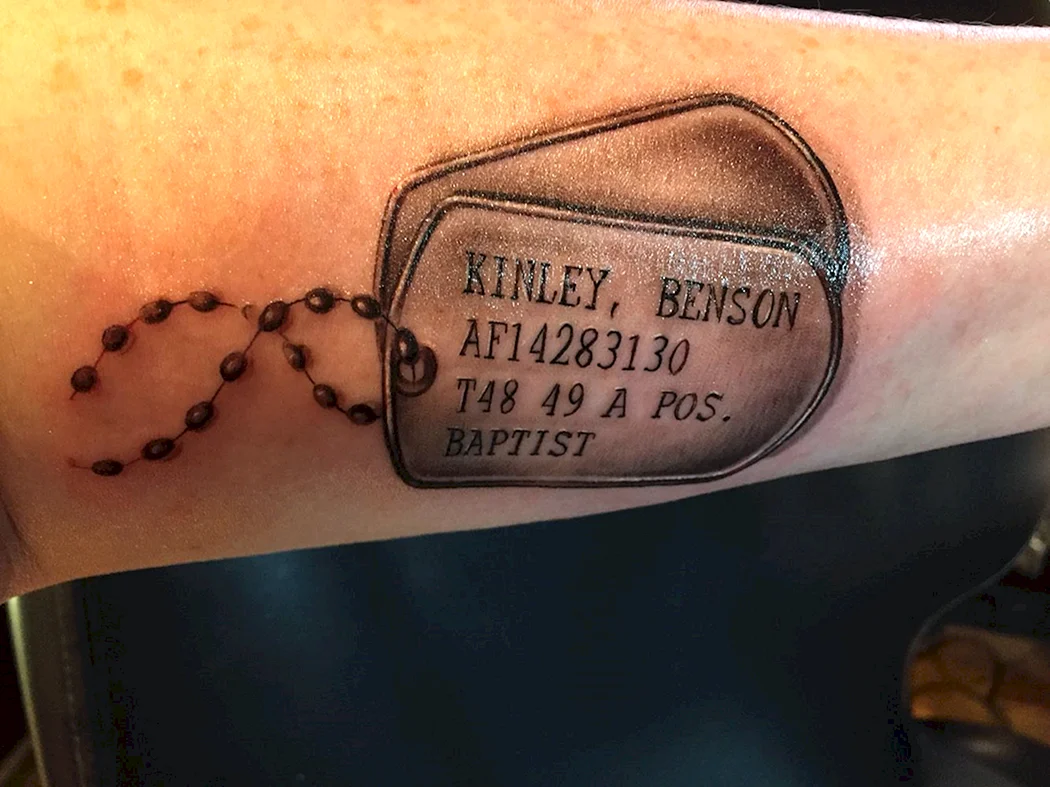 KINLEY, BENSON
AF14283130
T48 49 A POS.
BAPTIST